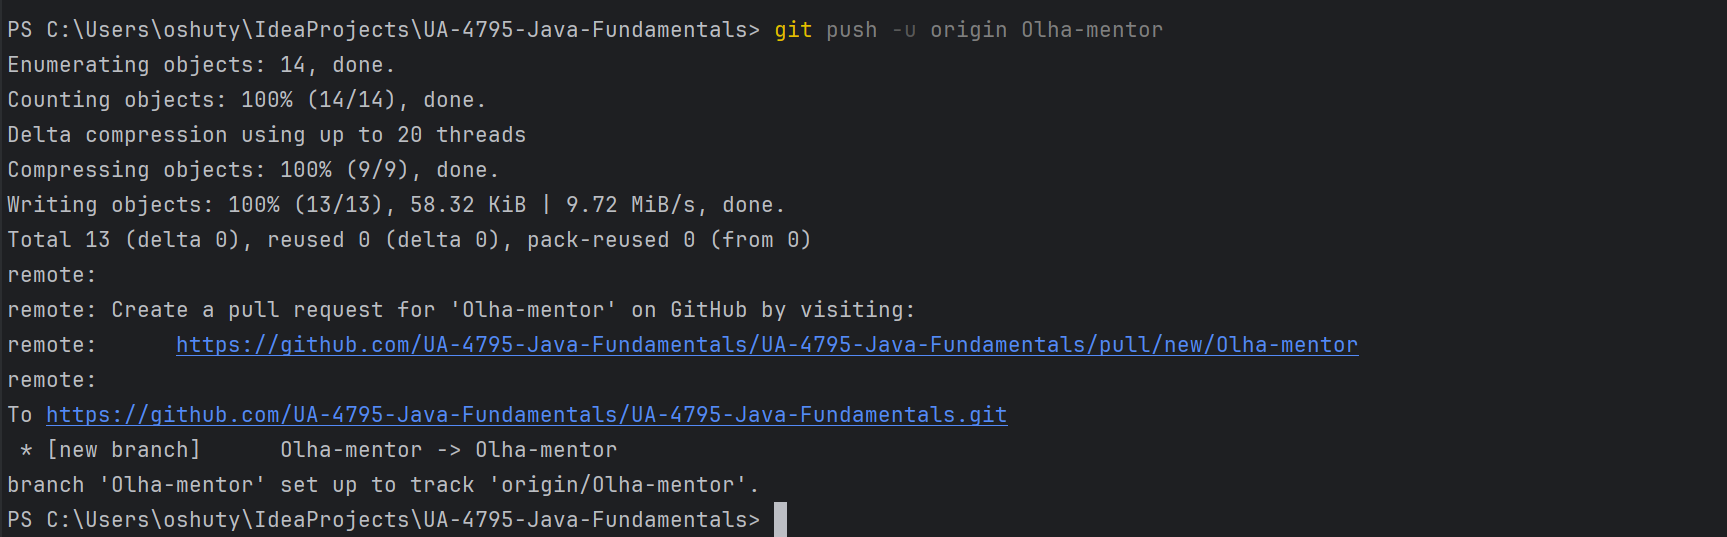 PS C:\Users\oshuty\IdeaProjects\UA-4795-Java-Fundamentals> git push -u origin Olha-mentor
Enumerating objects: 14, done.
Counting objects: 100% (14/14), done.
Delta compression using up to 20 threads
Compressing objects: 100% (9/9), done.
Writing objects: 100% (13/13), 58.32 KiB | 9.72 MiB/s, done.
Total 13 (delta 0), reused 0 (delta 0), pack-reused 0 (from 0)
remote:
remote: Create a pull request for 'Olha-mentor' on GitHub by visiting:
remote:      https://github.com/UA-4795-Java-Fundamentals/UA-4795-Java-Fundamentals/pull/new/Olha-mentor
remote:
To https://github.com/UA-4795-Java-Fundamentals/UA-4795-Java-Fundamentals.git
 * [new branch]      Olha-mentor -> Olha-mentor
branch 'Olha-mentor' set up to track 'origin/Olha-mentor'.
PS C:\Users\oshuty\IdeaProjects\UA-4795-Java-Fundamentals>